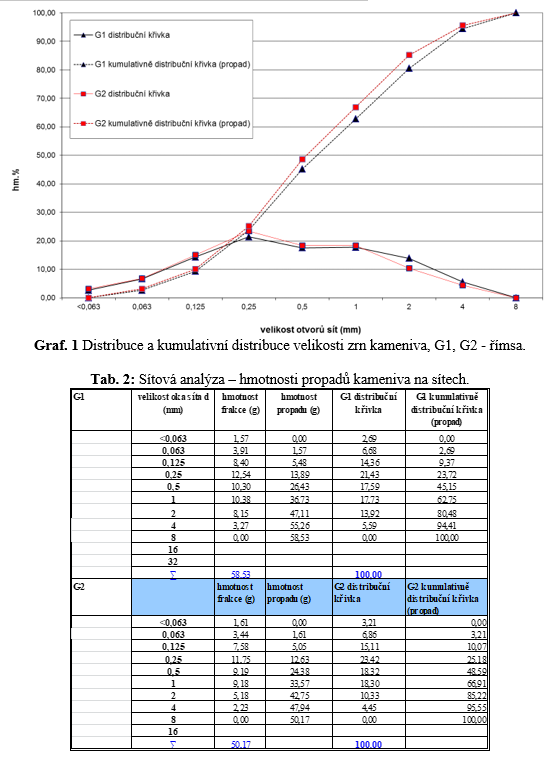 100,00
90,00
80,00
70,00
60,00
50,00
40,00
30,00
20,00
10,00
0,00
hm.%
G1 distribuční křivka
G1 kumulativně distribuční křivka (propad)
G2 distribuční křivka
G2 kumulativně distribuční křivka (propad)
<0,063 0,063 0,125 0,25 0,5 1 2 4 8
velikost otvorů sít (mm)
Graf. 1 Distribuce a kumulativní distribuce velikosti zrn kameniva, G1, G2 - římsa.
Tab. 2: Sítová analýza – hmotnosti propadů kameniva na sítech.
G1 velikost oka síta d hmotnost hmotnost G1 distribuční G1 kumulativně
(mm) frakce (g) propadu (g) křivka distribuční křivka
(propad)
<0,063 1,57 0,00 2,69 0,00
0,063 3,91 1,57 6,68 2,69
0,125 8,40 5,48 14,36 9,37
0,25 12,54 13,89 21,43 23,72
0,5 10,30 26,43 17,59 45,15
1 10,38 36,73 17,73 62,75
2 8,15 47,11 13,92 80,48
4 3,27 55,26 5,59 94,41
8 0,00 58,53 0,00 100,00
16
32
∑ 58,53 100,00
G2 hmotnost hmotnost G2 distribuční G2 kumulativně
frakce (g) propadu (g) křivka distribuční křivka
(propad)
<0,063 1,61 0,00 3,21 0,00
0,063 3,44 1,61 6,86 3,21
0,125 7,58 5,05 15,11 10,07
0,25 11,75 12,63 23,42 25,18
0,5 9,19 24,38 18,32 48,59
1 9,18 33,57 18,30 66,91
2 5,18 42,75 10,33 85,22
4 2,23 47,94 4,45 95,55
8 0,00 50,17 0,00 100,00
16
∑ 50,17 100,00